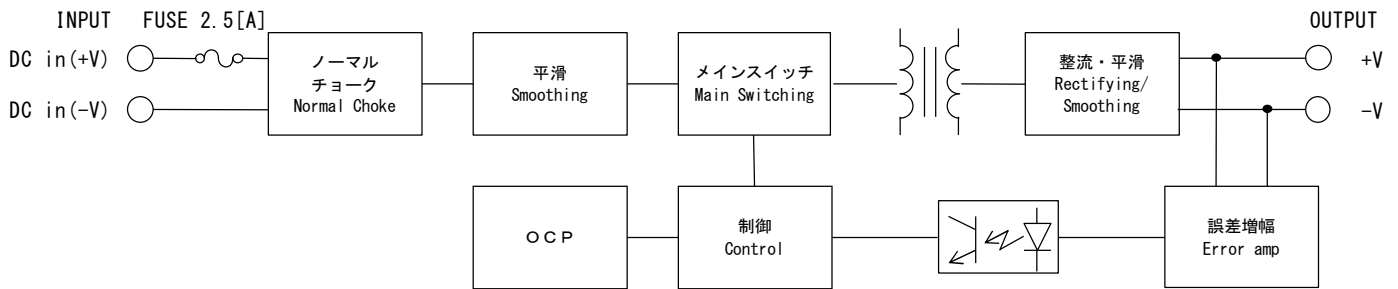 INPUT
FUSE 2.5[A]
OUTPUT
DC in(+V)
DC in(-V)
ノーマル
チョーク
Normal Choke
平滑
Smoothing
メインスイッチ
Main Switching
整流・平滑
Rectifying/
Smoothing
+V
-V
ＯＣＰ
制御
Control
誤差増幅
Error amp